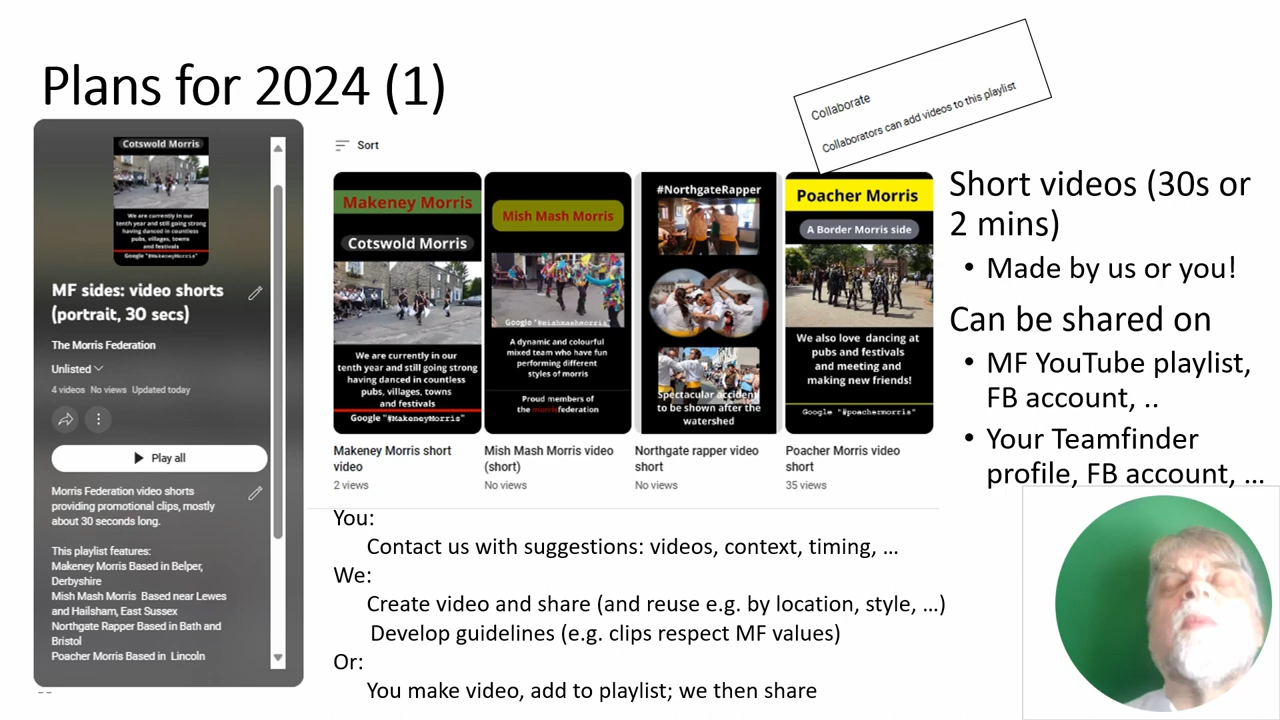 Plans for 2024 (1)
Collaborate
Collaborators can add videos to this playlist
Cotswold Morris
We are currently in our
tenth year and still going strong
having danced in countless
pubs, villages, towns
and festivals
Google "#MakeneyMorris"
MF sides: video shorts
(portrait, 30 secs)
The Morris Federation
Unlisted
4 videos No views Updated today
Play all
Morris Federation video shorts
providing promotional clips, mostly
about 30 seconds long.
This playlist features:
Makeney Morris Based in Belper,
Derbyshire
Mish Mash Morris Based near Lewes
and Hailsham, East Sussex
Northgate Rapper Based in Bath and
Bristol
Poacher Morris Based in Lincoln
Sort
Makeney Morris
Cotswold Morris
We are currently in our
tenth year and still going strong
having danced in countless
pubs, villages, towns
and festivals
Google "#MakeneyMorris"
Makeney Morris short
video
2 views
Mish Mash Morris
Google "#mishmashmorris"
A dynamic and colourful
mixed team who have fun
performing different
styles of morris
Proud members of
the morrisfederation
Mish Mash Morris video
(short)
No views
#NorthgateRapper
Spectacular accident
to be shown after the
watershed
Northgate rapper video
short
No views
Poacher Morris
A Border Morris side
We also love dancing at
pubs and festivals
and meeting and
making new friends!
Google "#poachermorris"
Poacher Morris video
short
35 views
Short videos (30s or
2 mins)
• Made by us or you!
Can be shared on
• MF YouTube playlist,
FB account, ..
• Your Teamfinder
profile, FB account, ...
You:
Contact us with suggestions: videos, context, timing, ...
We:
Create video and share (and reuse e.g. by location, style, ...)
Develop guidelines (e.g. clips respect MF values)
Or:
You make video, add to playlist; we then share